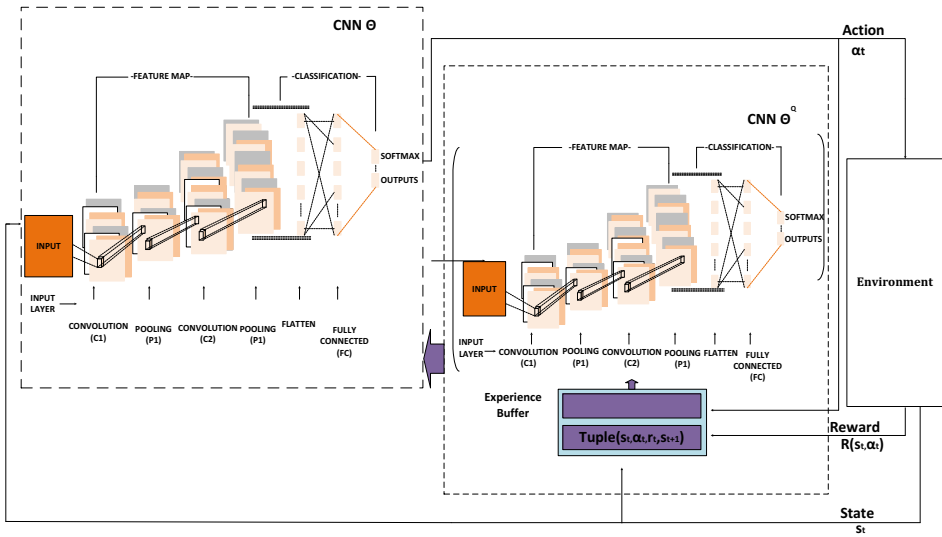 CNN Θ
-FEATURE MAP-
-CLASSIFICATION-
SOFTMAX
OUTPUTS
INPUT
INPUT
LAYER
CONVOLUTION
(C1)
POOLING
(P1)
CONVOLUTION
(C2)
POOLING
(P1)
FLATTEN
FULLY
CONNECTED
(FC)
Action
αt
CNN Θ Q
-FEATURE MAP-
-CLASSIFICATION-
SOFTMAX
OUTPUTS
INPUT
INPUT
LAYER
CONVOLUTION
(C1)
POOLING
(P1)
CONVOLUTION
(C2)
POOLING
(P1)
FLATTEN
FULLY
CONNECTED
(FC)
Environment
Experience
Buffer
Tuple(st,αt,rt,st+1)
Reward
R(st,αt)
State
st